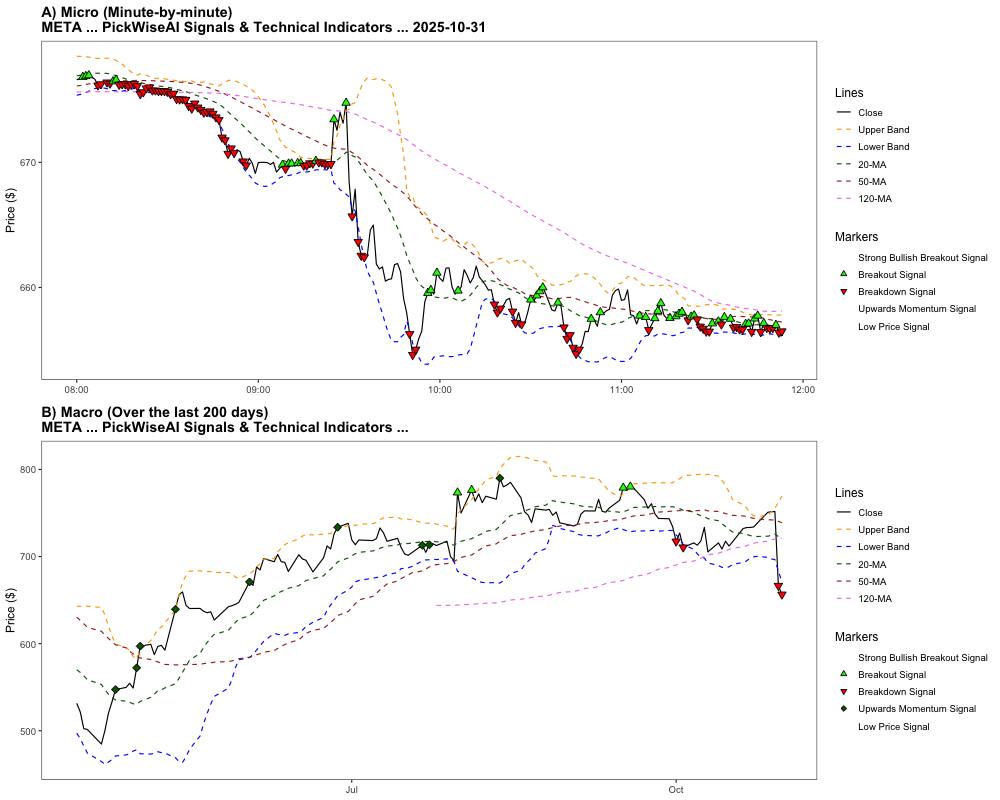 A) Micro (Minute-by-minute)
META ... PickWiseAI Signals & Technical Indicators ... 2025-10-31
Price ($)
670
660
08:00
09:00
10:00
11:00
12:00
Lines
Close
Upper Band
Lower Band
20-MA
50-MA
120-MA
Markers
Strong Bullish Breakout Signal
Breakout Signal
Breakdown Signal
Upwards Momentum Signal
Low Price Signal
B) Macro (Over the last 200 days)
META ... PickWiseAI Signals & Technical Indicators ...
Price ($)
800
700
600
500
Jul
Oct
Lines
Close
Upper Band
Lower Band
20-MA
50-MA
120-MA
Markers
Strong Bullish Breakout Signal
Breakout Signal
Breakdown Signal
Upwards Momentum Signal
Low Price Signal